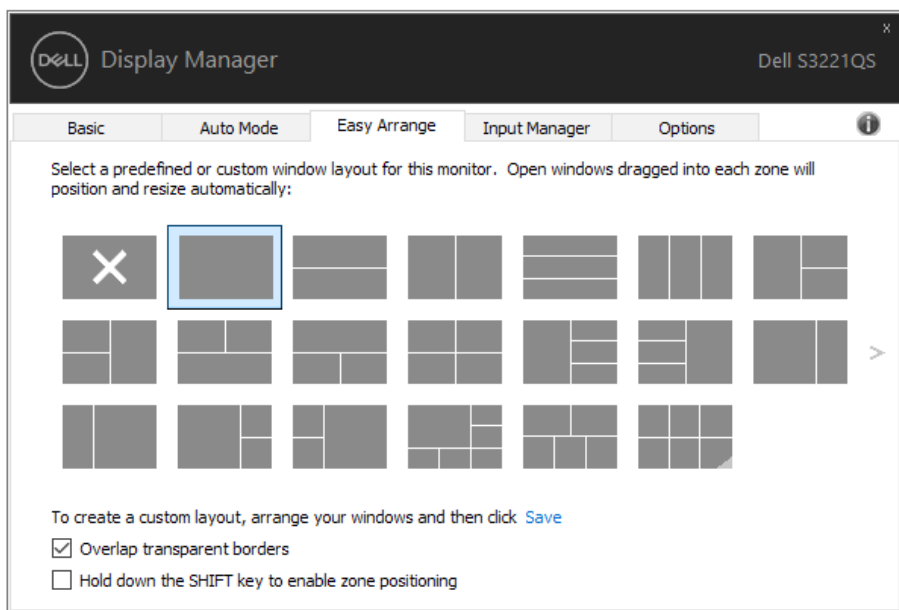 x
DELL Display Manager Dell S3221QS
Basic Auto Mode Easy Arrange Input Manager Options
Select a predefined or custom window layout for this monitor. Open windows dragged into each zone will
position and resize automatically:
To create a custom layout, arrange your windows and then click Save
Overlap transparent borders
Hold down the SHIFT key to enable zone positioning